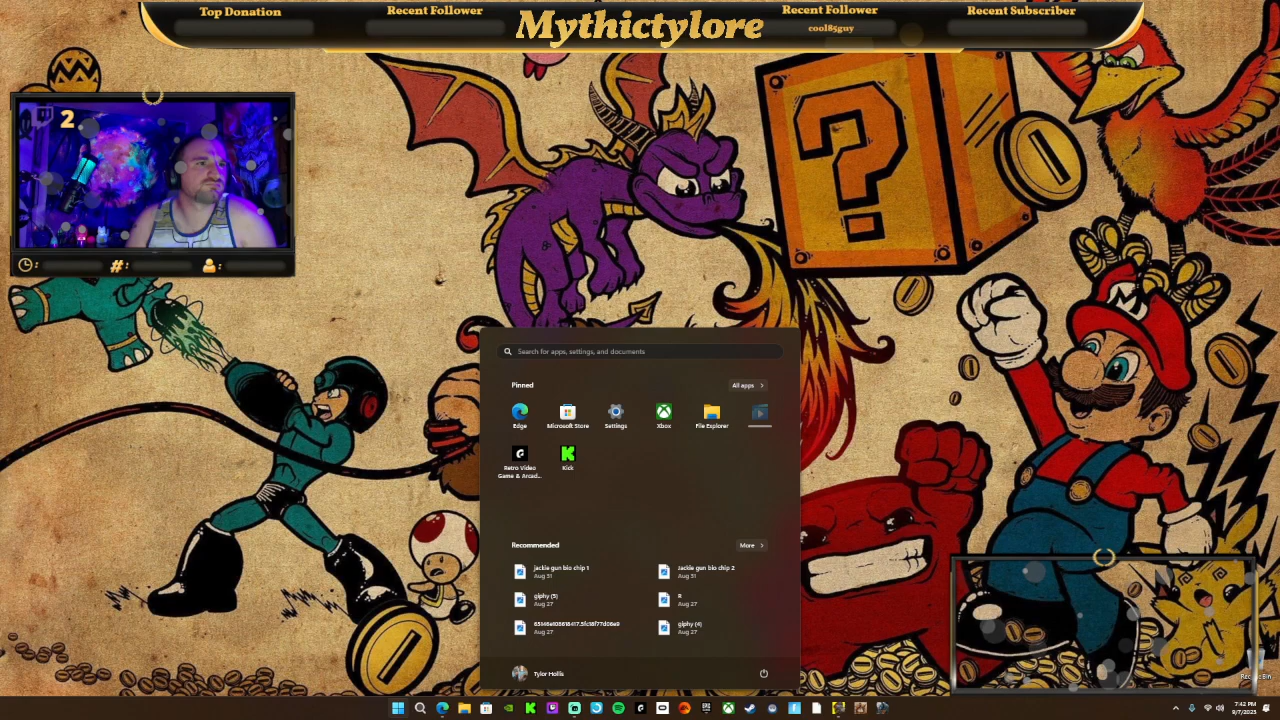 Top Donation
Recent Follower
Mythictylore
Recent Follower
cool85guy
Recent Subscriber
2
#:
Search for apps, settings, and documents
Pinned
All apps
Edge
Microsoft Store
Settings
Xbox
File Explorer
Retro Video
Game & Arcad...
Kick
Recommended
More
jackie gun bio chip 1
Aug 31
Jackie gun bio chip 2
Aug 31
giphy (5)
Aug 27
R
Aug 27
Aug 27
giphy (4)
Aug 27
Tylor Hollis
7:42 PM
9/7/2023